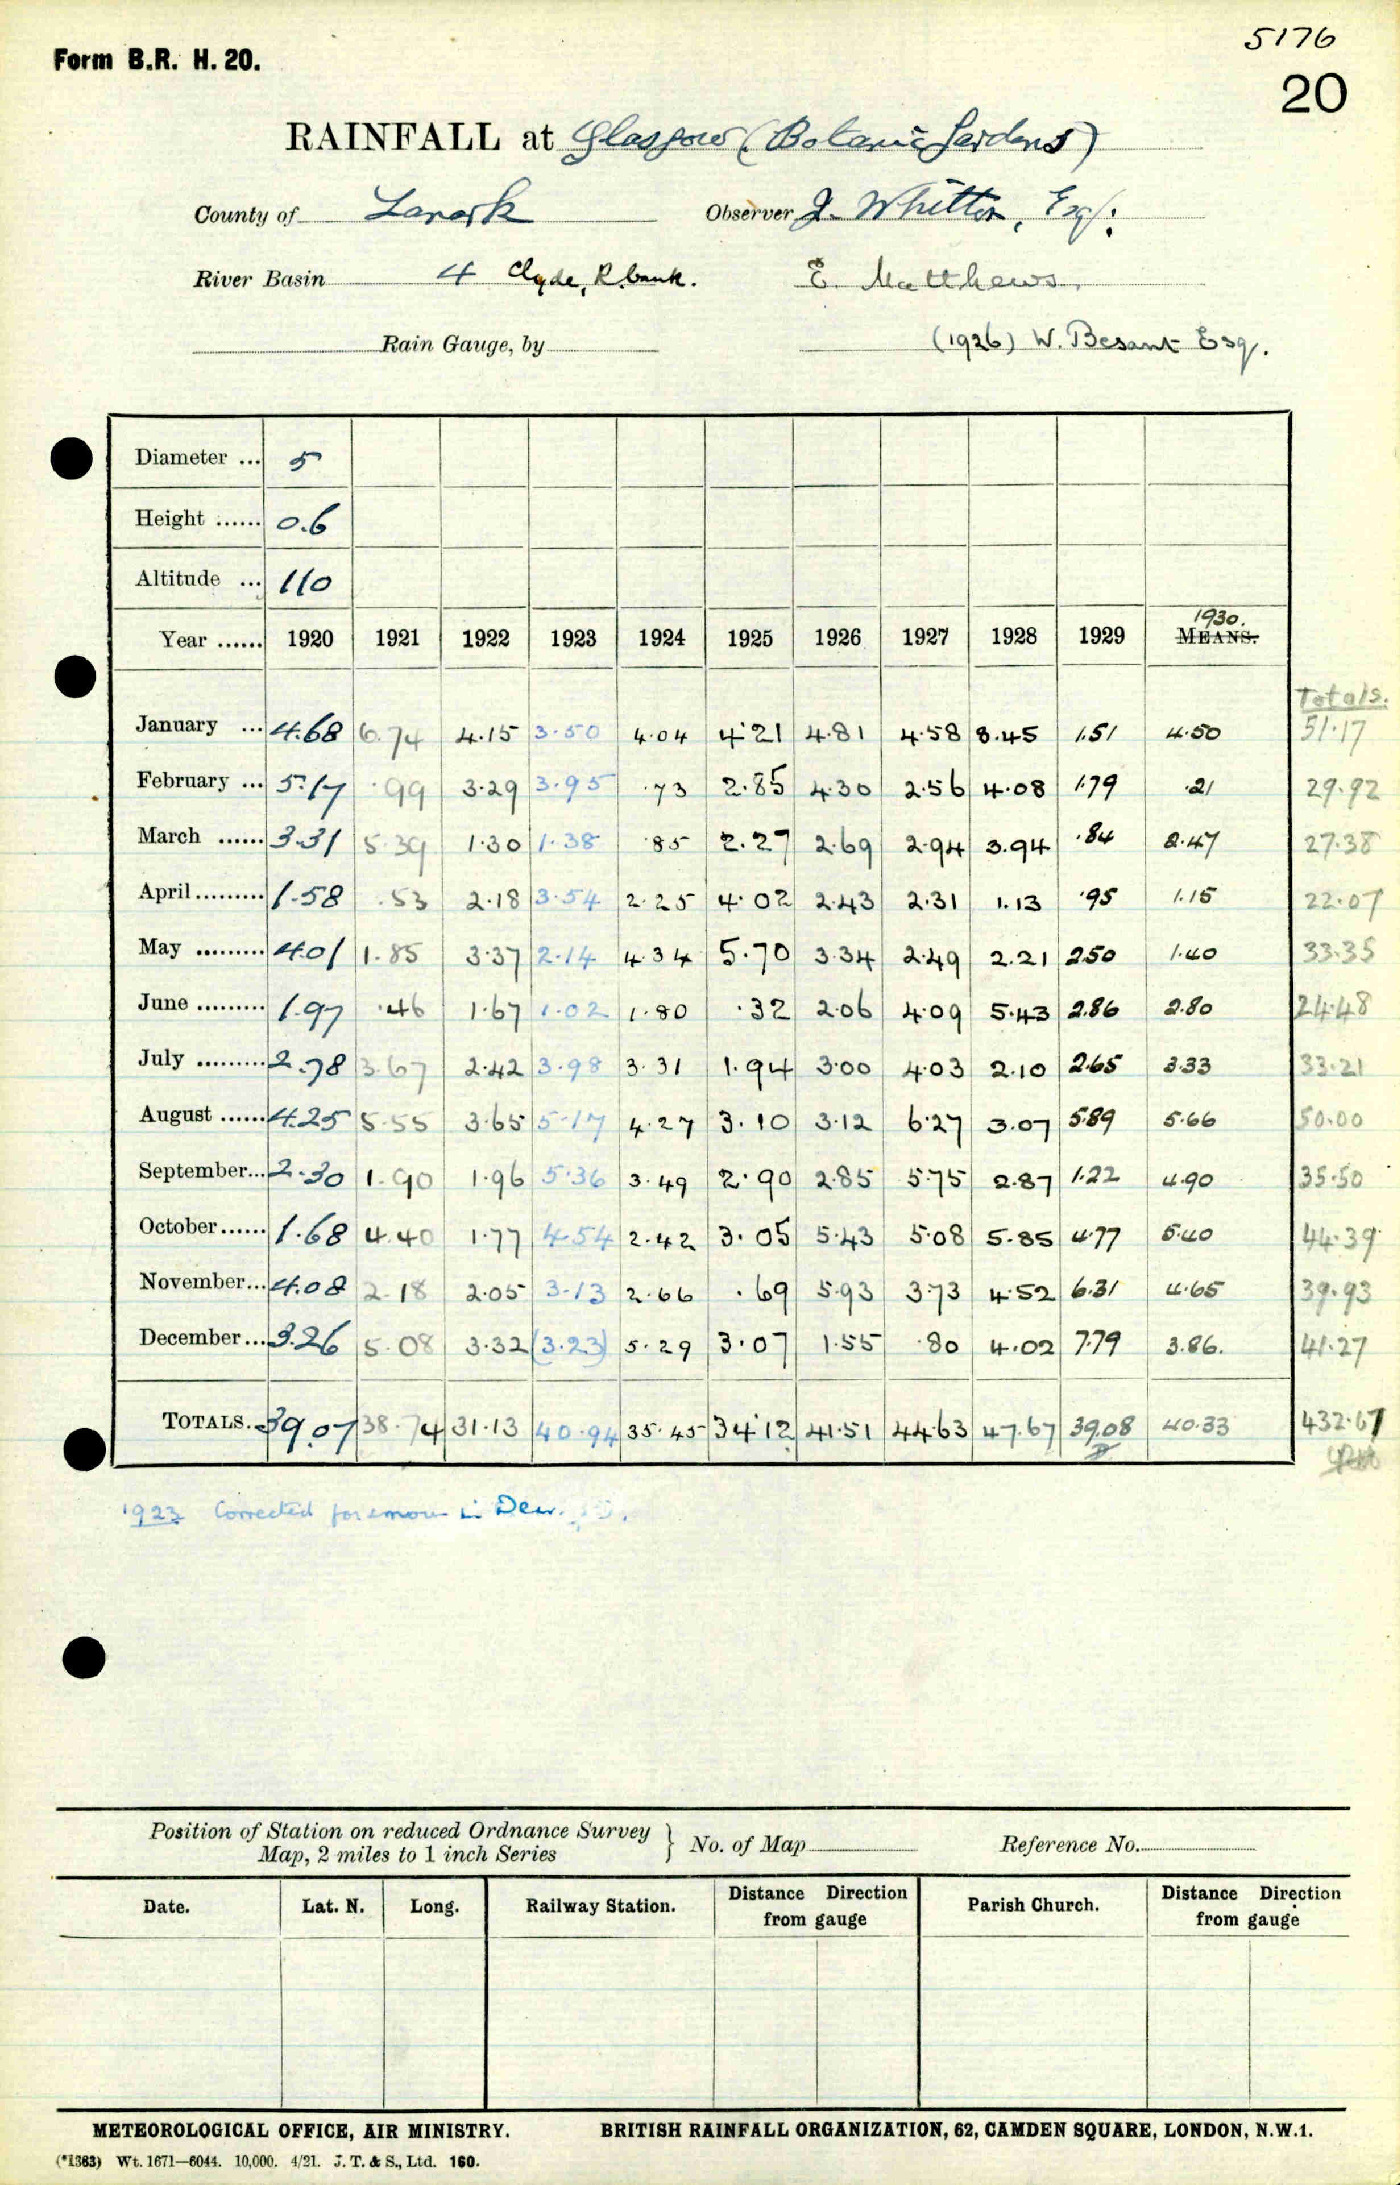 5176
Form B.R. H. 20.
20
RAINFALL at Glasgow (Botanic Gardens)
County of Lanark Observer J. Whitton, Esq.
River Basin 4 Clyde, R. bank. E. Matthews.
Rain Gauge, by (1926) W. Besant Esq.
Diameter ... 5
Height ...... 0.6
Altitude ... 110
1930.
Year ...... 1920 1921 1922 1923 1924 1925 1926 1927 1928 1929 MEANS.
Totals.
January ... 4.68 6.74 4.15 3.50 4.04 4.21 4.81 4.58 8.45 1.51 4.50 51.17
February ... 5.17 .99 3.29 3.95 .73 2.85 4.30 2.56 4.08 1.79 .21 29.92
March ...... 3.31 5.39 1.30 1.38 .85 2.27 2.69 2.94 3.94 .84 2.47 27.38
April ......... 1.58 .53 2.18 3.54 2.25 4.02 2.43 2.31 1.13 .95 1.15 22.07
May ......... 4.01 1.85 3.37 2.14 4.34 5.70 3.34 2.49 2.21 2.50 1.40 33.35
June ......... 1.97 .46 1.67 1.02 1.80 .32 2.06 4.09 5.43 2.86 2.80 24.48
July ......... 2.78 3.67 2.42 3.98 3.31 1.94 3.00 4.03 2.10 2.65 3.33 33.21
August ...... 4.25 5.55 3.65 5.17 4.27 3.10 3.12 6.27 3.07 5.89 5.66 50.00
September... 2.30 1.90 1.96 5.36 3.49 2.90 2.85 5.75 2.87 1.22 4.90 35.50
October...... 1.68 4.40 1.77 4.54 2.42 3.05 5.43 5.08 5.85 4.77 5.40 44.39
November... 4.08 2.18 2.05 3.13 2.66 .69 5.93 3.73 4.52 6.31 4.65 39.93
December... 3.26 5.08 3.32 (3.23) 5.29 3.07 1.55 .80 4.02 7.79 3.86. 41.27
TOTALS. 39.07 38.74 31.13 40.94 35.45 34.12 41.51 44.63 47.67 39.08 40.33 432.67
1923 Corrected for snow in Decr.
Position of Station on reduced Ordnance Survey
Map, 2 miles to 1 inch Series } No. of Map Reference No.
Date. Lat. N. Long. Railway Station. Distance Direction from gauge Parish Church. Distance Direction from gauge
METEOROLOGICAL OFFICE, AIR MINISTRY. BRITISH RAINFALL ORGANIZATION, 62, CAMDEN SQUARE, LONDON, N.W.1.
(*1383) Wt. 1671—6044. 10,000. 4/21. J. T. & S., Ltd. 160.